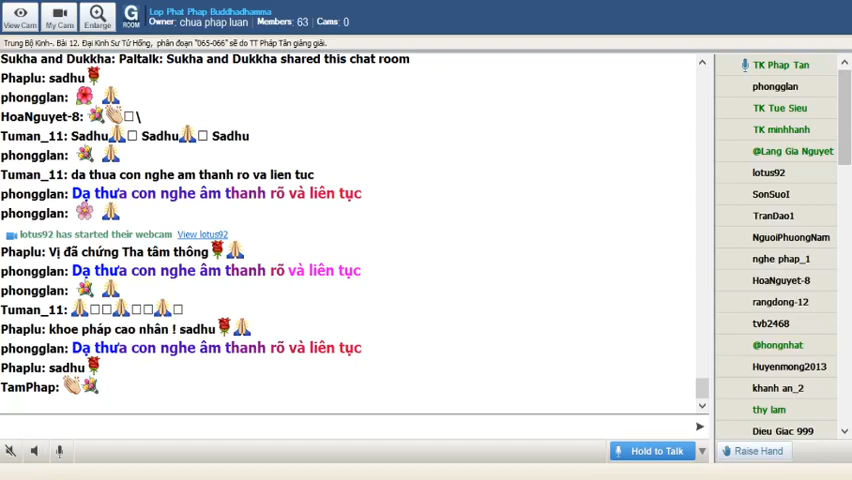 Lop Phat Phap Buddhadhamma
View Cam
My Cam
Enlarge
G ROOM
Owner: chua phap luan
Members: 63
Cams: 0
Trung Bộ Kinh-. Bài 12. Đại Kinh Sư Tử Hống, phân đoạn "065-066" sẽ do TT Pháp Tân giảng giải.
Sukha and Dukkha: Paltalk: Sukha and Dukkha shared this chat room
Phaplu: sadhu
phongglan:
HoaNguyet-8: \
Tuman_11: Sadhu Sadhu Sadhu
phongglan:
Tuman_11: da thua con nghe am thanh ro va lien tuc
phongglan: Dạ thưa con nghe âm thanh rõ và liên tục
phongglan:
lotus92 has started their webcam View lotus92
Phaplu: Vị đã chứng Tha tâm thông
phongglan: Dạ thưa con nghe âm thanh rõ và liên tục
phongglan:
Tuman_11:
Phaplu: khoe pháp cao nhân ! sadhu
phongglan: Dạ thưa con nghe âm thanh rõ và liên tục
Phaplu: sadhu
TamPhap:
Hold to Talk
TK Phap Tan
phongglan
TK Tue Sieu
TK minhhanh
@Lang Gia Nguyet
lotus92
SonSuoI
TranDao1
NguoiPhuongNam
nghe phap_1
HoaNguyet-8
rangdong-12
tvb2468
@hongnhat
Huyenmong2013
khanh an_2
thy lam
Dieu Giac 999
Raise Hand